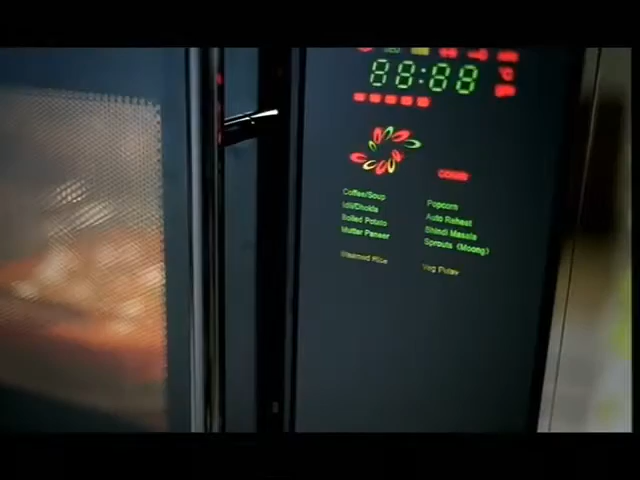 88:88
COMBI
Coffee/Soup
Idli/Dhokla
Boiled Potato
Mutter Paneer
Steamed Rice
Popcorn
Auto Reheat
Bhindi Masala
Sprouts (Moong)
Veg Pulav